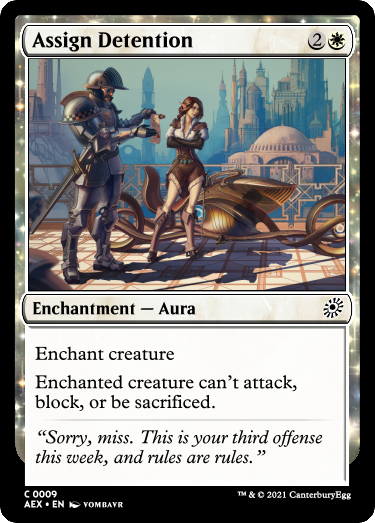 Assign Detention 2
Enchantment — Aura
Enchant creature
Enchanted creature can't attack,
block, or be sacrificed.
“Sorry, miss. This is your third offense
this week, and rules are rules.”
C 0009
AEX • EN VOMBAVR
™ & © 2021 CanterburyEgg